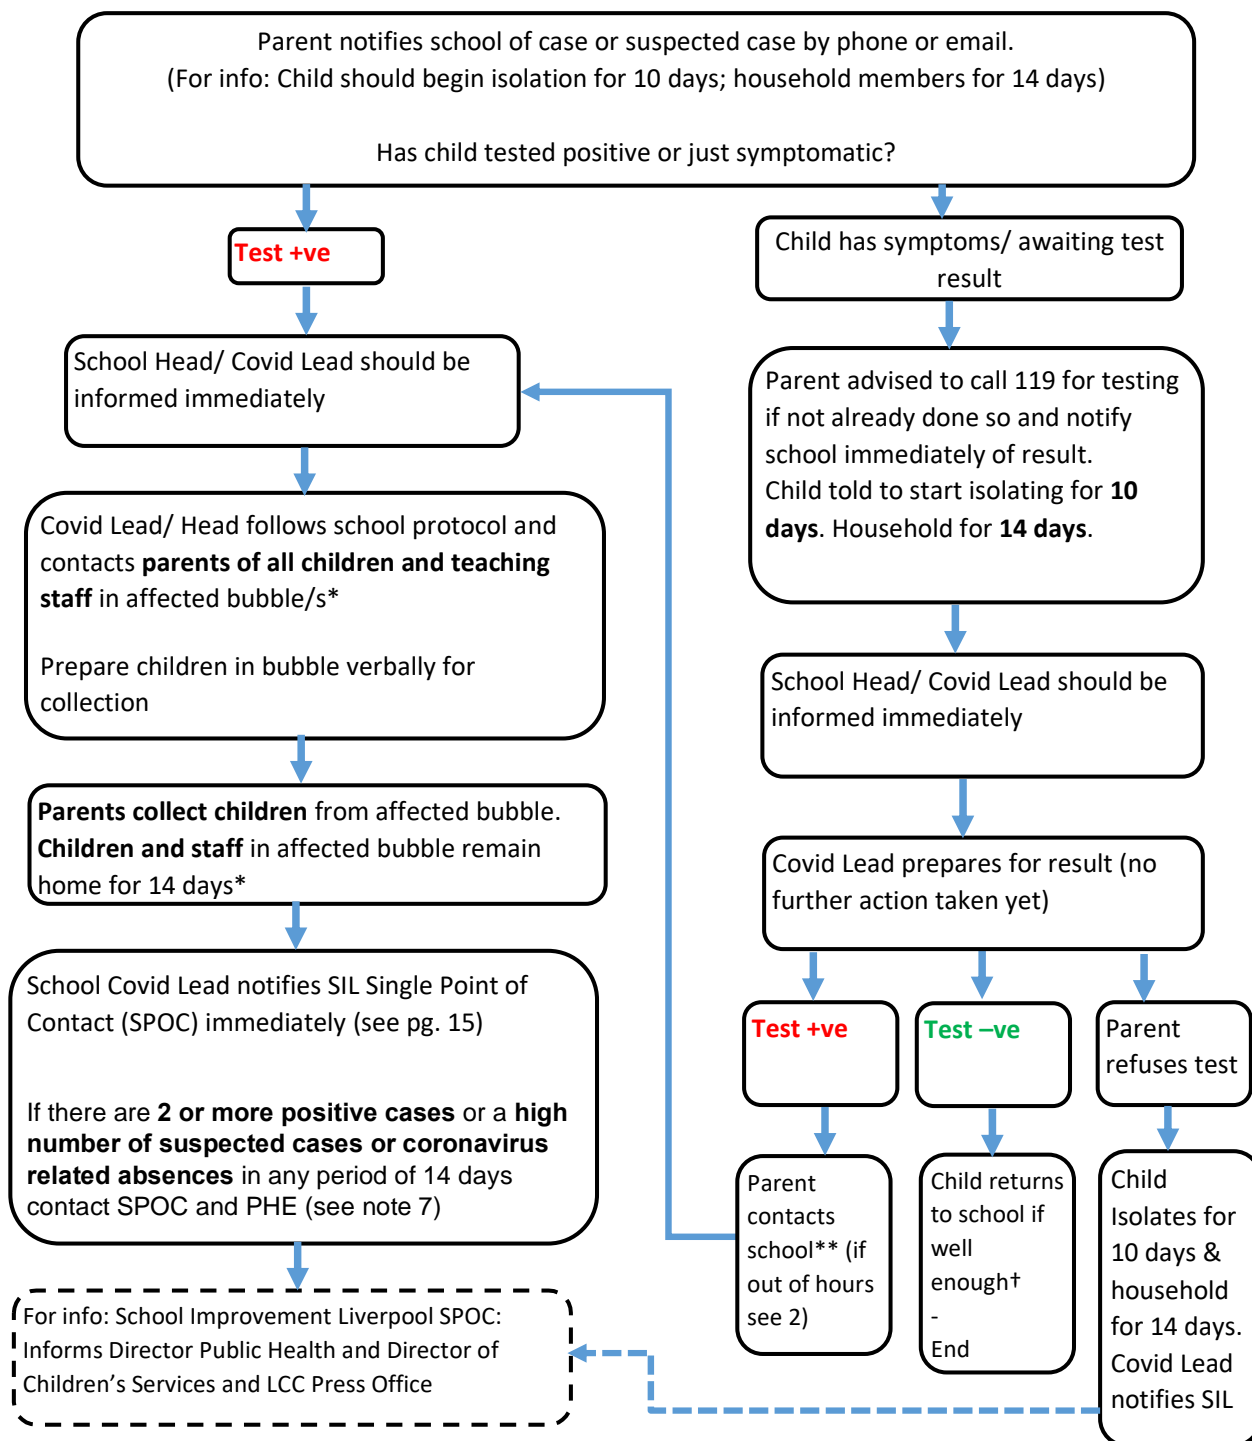 Parent notifies school of case or suspected case by phone or email.
(For info: Child should begin isolation for 10 days; household members for 14 days)
Has child tested positive or just symptomatic?
Test +ve
School Head/ Covid Lead should be
informed immediately
Covid Lead/ Head follows school protocol and
contacts parents of all children and teaching
staff in affected bubble/s*
Prepare children in bubble verbally for
collection
Parents collect children from affected bubble.
Children and staff in affected bubble remain
home for 14 days*
School Covid Lead notifies SIL Single Point of
Contact (SPOC) immediately (see pg. 15)
If there are 2 or more positive cases or a high
number of suspected cases or coronavirus
related absences in any period of 14 days
contact SPOC and PHE (see note 7)
For info: School Improvement Liverpool SPOC:
Informs Director Public Health and Director of
Children’s Services and LCC Press Office
Child has symptoms/ awaiting test
result
Parent advised to call 119 for testing
if not already done so and notify
school immediately of result.
Child told to start isolating for 10
days. Household for 14 days.
School Head/ Covid Lead should be
informed immediately
Covid Lead prepares for result (no
further action taken yet)
Test +ve
Parent
contacts
school** (if
out of hours
see 2)
Test –ve
Child returns
to school if
well
enough†
-
End
Parent
refuses test
Child
Isolates for
10 days &
household
for 14 days.
Covid Lead
notifies SIL